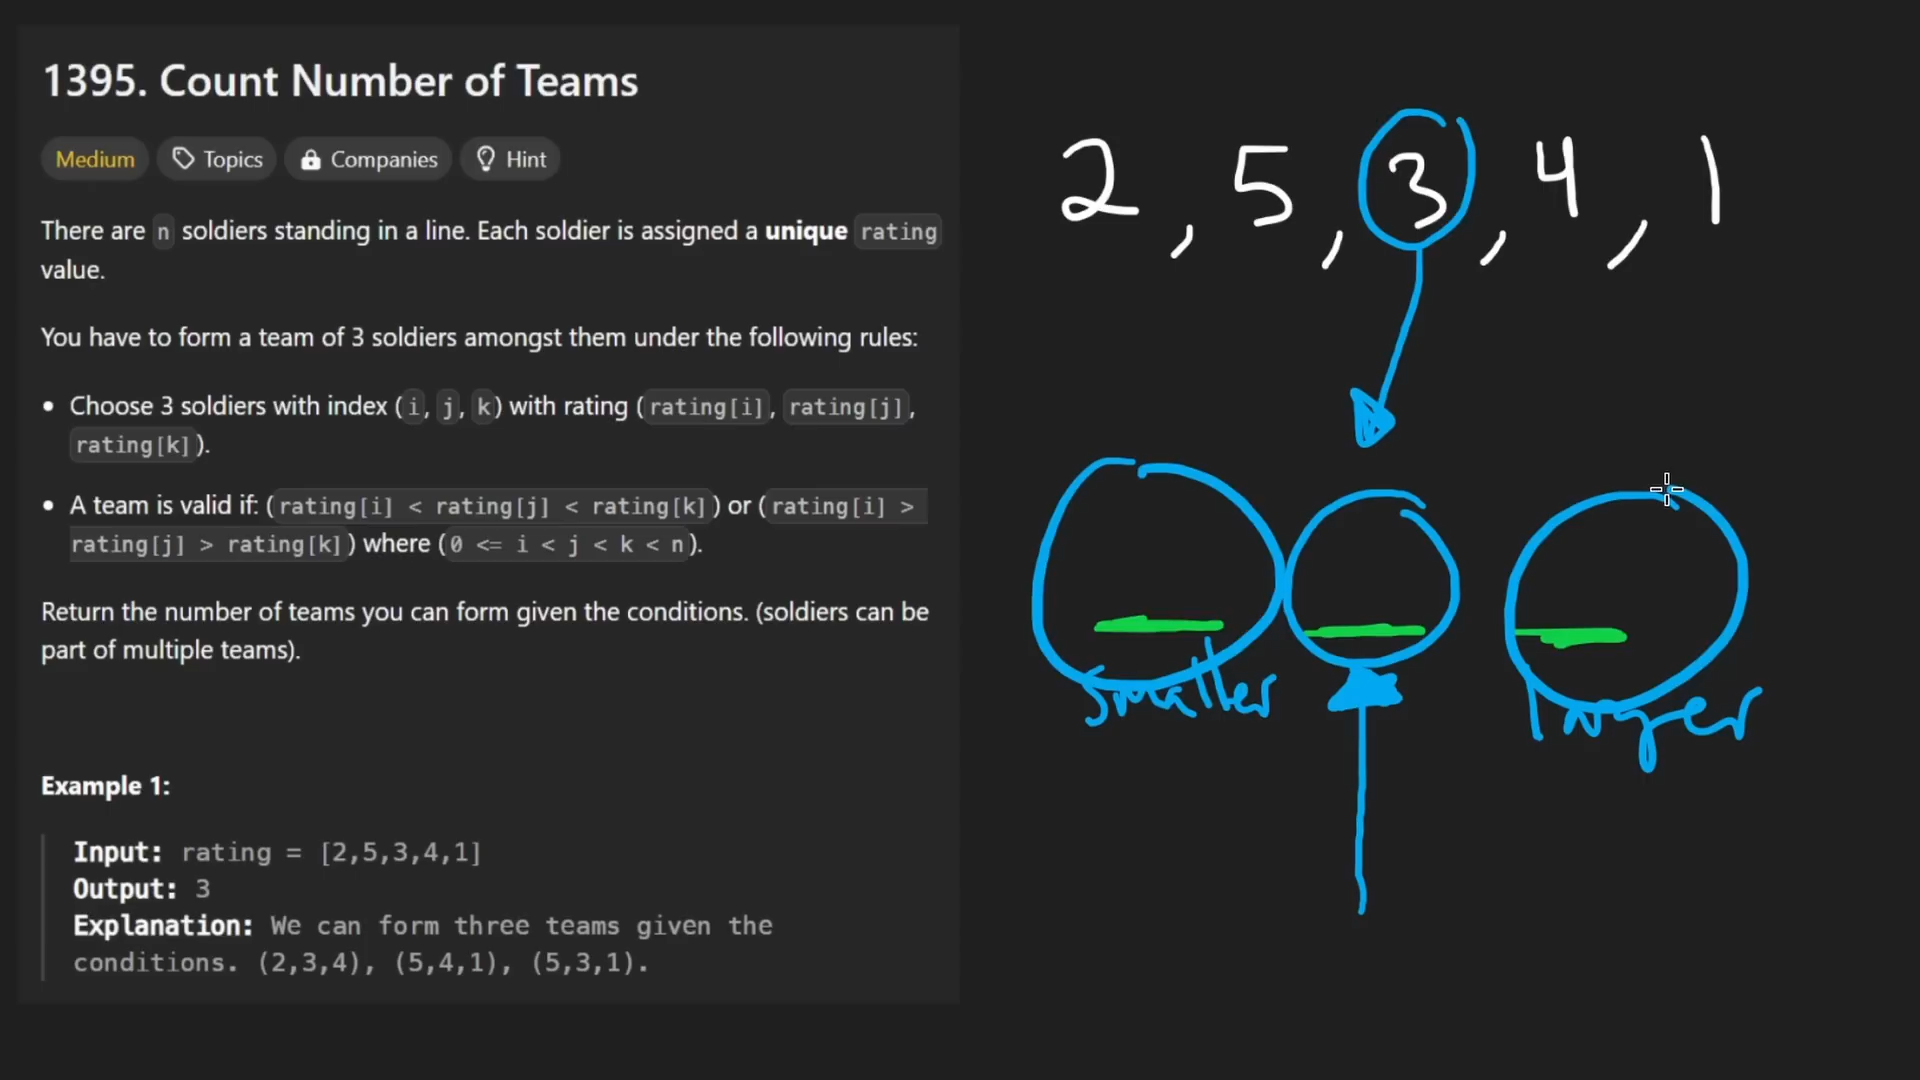 1395. Count Number of Teams
Medium Topics Companies Hint
There are n soldiers standing in a line. Each soldier is assigned a unique rating
value.
You have to form a team of 3 soldiers amongst them under the following rules:
• Choose 3 soldiers with index (i, j, k) with rating (rating[i], rating[j],
rating[k]).
• A team is valid if: (rating[i] < rating[j] < rating[k]) or (rating[i] >
rating[j] > rating[k]) where (0 <= i < j < k < n).
Return the number of teams you can form given the conditions. (soldiers can be
part of multiple teams).
Example 1:
Input: rating = [2,5,3,4,1]
Output: 3
Explanation: We can form three teams given the
conditions. (2,3,4), (5,4,1), (5,3,1).
2, 5, 3, 4, 1
smaller
larger